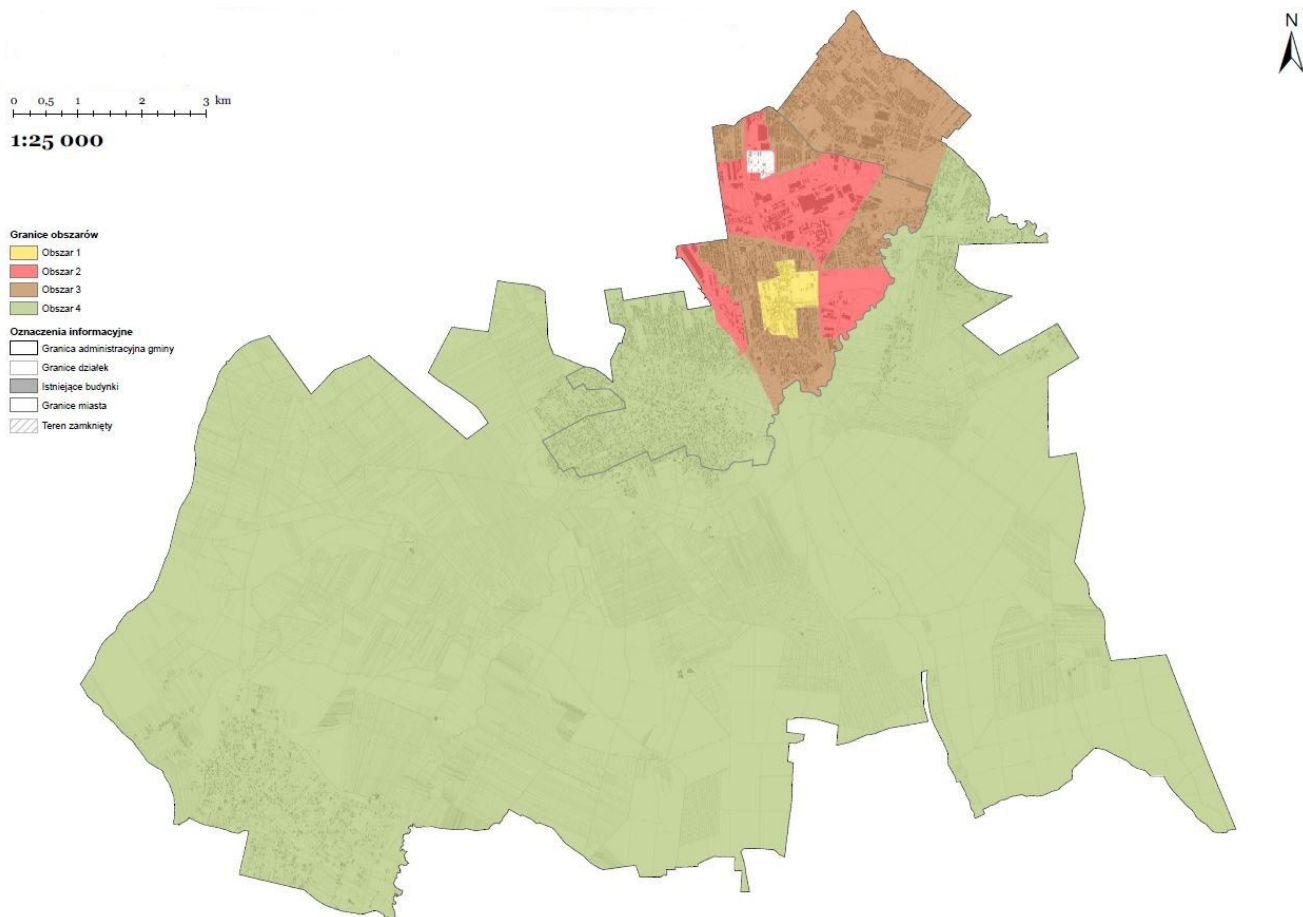 N
0 0,5 1 2 3 km
1:25 000
Granice obszarów
Obszar 1
Obszar 2
Obszar 3
Obszar 4
Oznaczenia informacyjne
Granica administracyjna gminy
Granice działek
Istniejące budynki
Granice miasta
Teren zamknięty